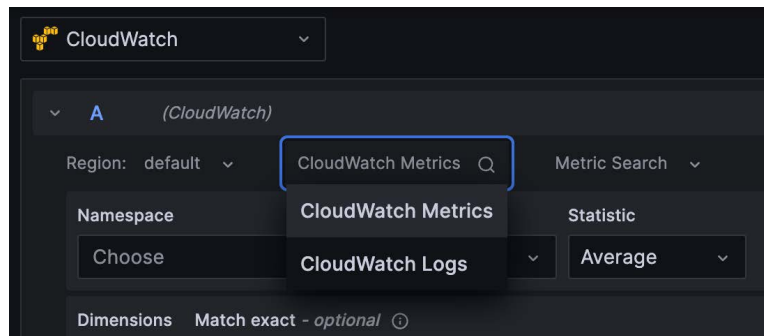 CloudWatch
A (CloudWatch)
Region: default CloudWatch Metrics Metric Search
CloudWatch Metrics
CloudWatch Logs
Namespace Statistic
Choose Average
Dimensions Match exact - optional